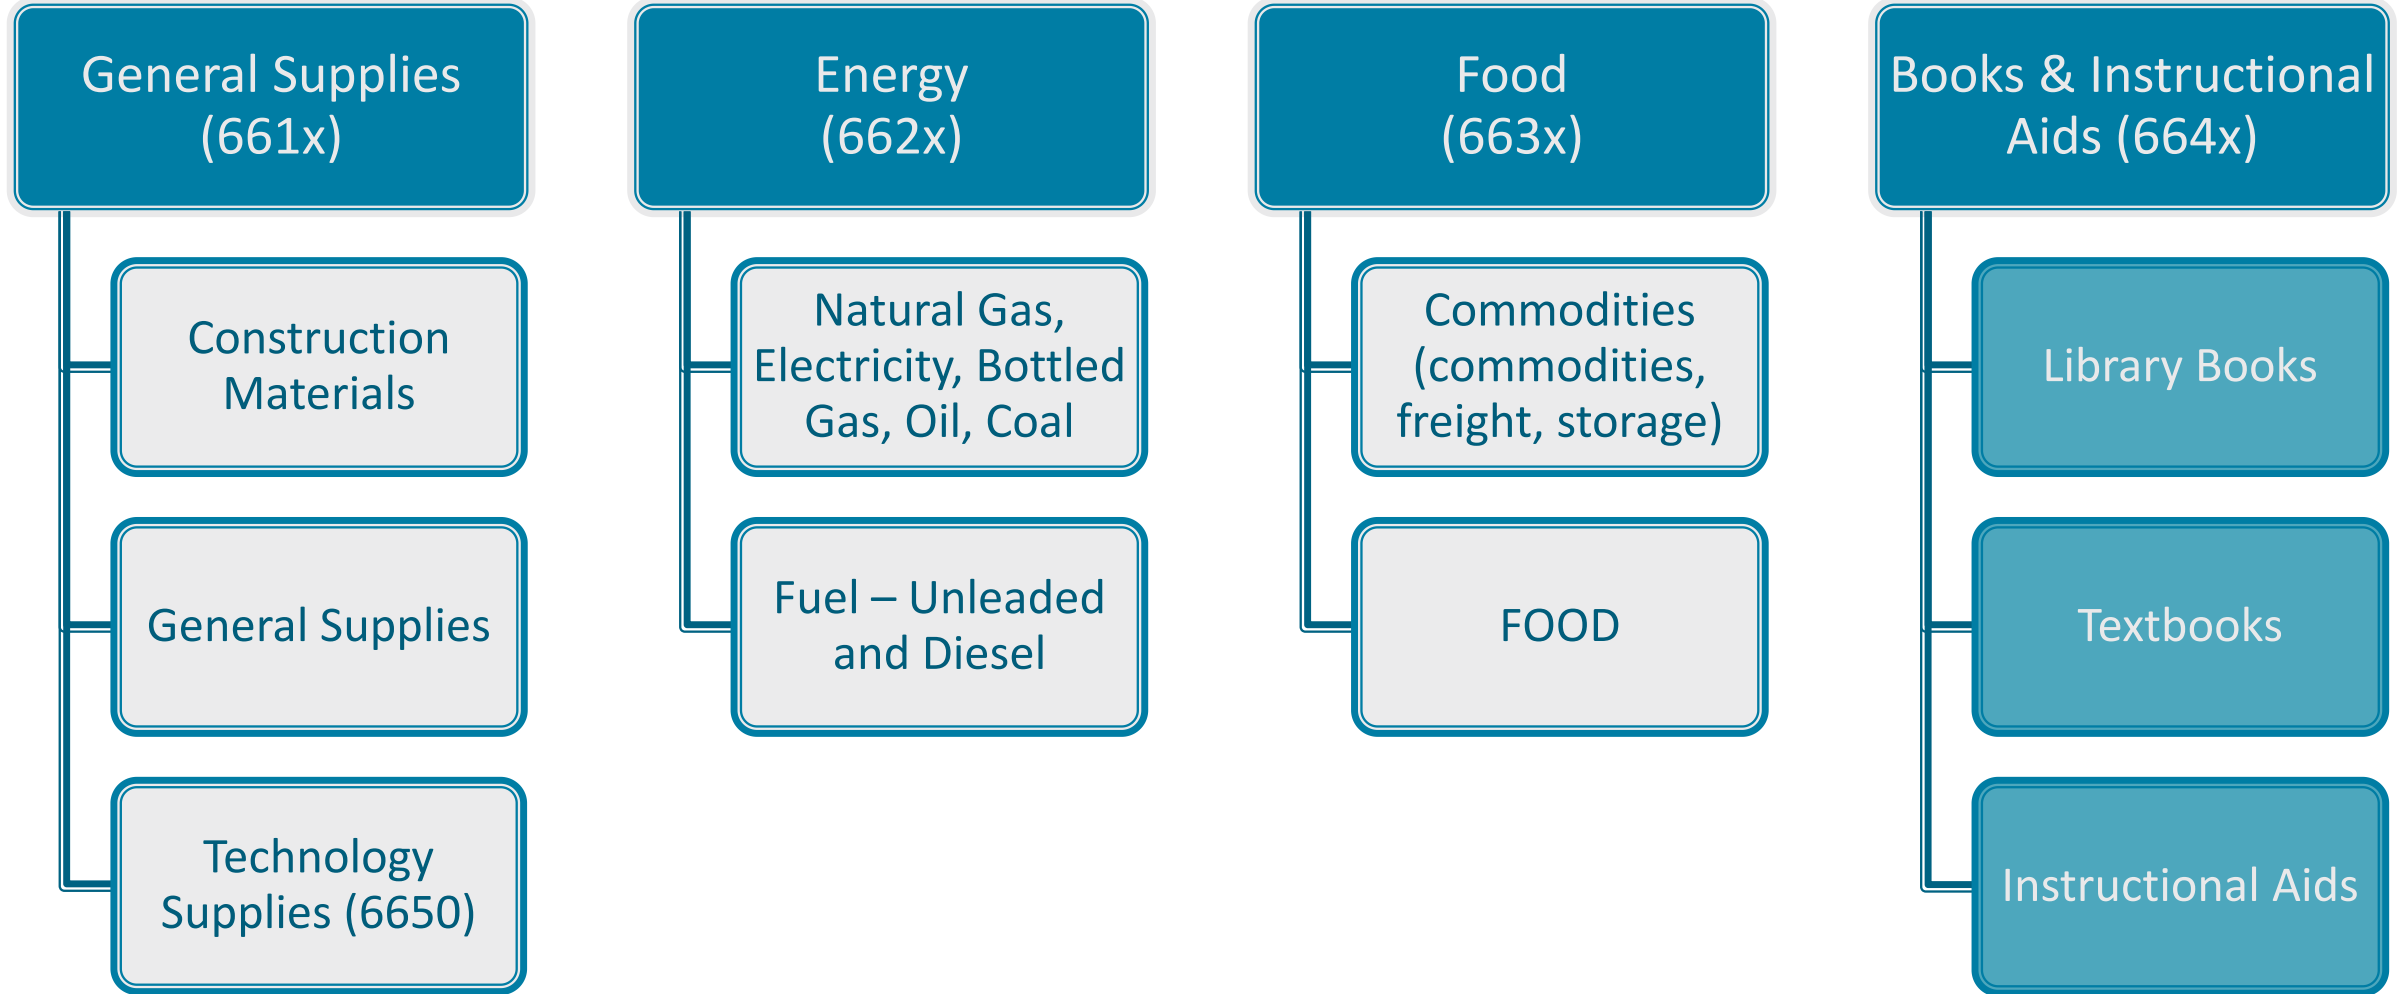 General Supplies
(661x)
Construction
Materials
General Supplies
Technology
Supplies (6650)
Energy
(662x)
Natural Gas,
Electricity, Bottled
Gas, Oil, Coal
Fuel – Unleaded
and Diesel
Food
(663x)
Commodities
(commodities,
freight, storage)
FOOD
Books & Instructional
Aids (664x)
Library Books
Textbooks
Instructional Aids